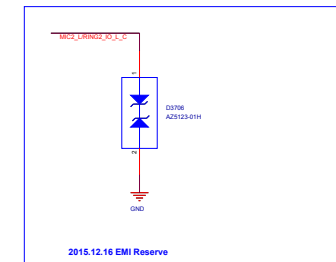 MIC2_L/RING2_IO_L_C
1
D3706
AZ5123-01H
2
GND
2015.12.16 EMI Reserve